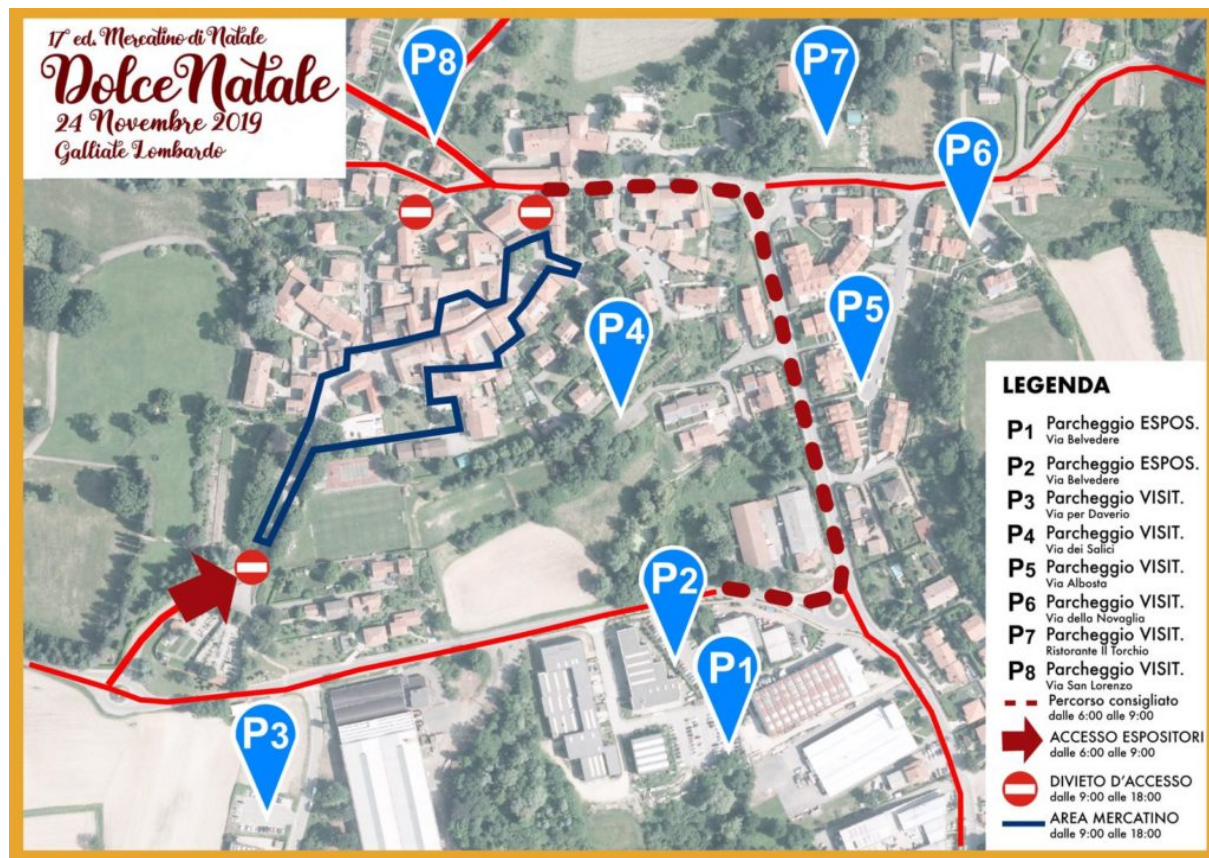 17ª ed. Mercatino di Natale
Dolce Natale
24 Novembre 2019
Galliate Lombardo
P8
P7
P6
P5
P4
P2
P1
P3
LEGENDA
P1 Parcheggio ESPOS.
Via Belvedere
P2 Parcheggio ESPOS.
Via Belvedere
P3 Parcheggio VISIT.
Via per Daverio
P4 Parcheggio VISIT.
Via dei Salici
P5 Parcheggio VISIT.
Via Albosta
P6 Parcheggio VISIT.
Via della Novaglia
P7 Parcheggio VISIT.
Ristorante Il Torchio
P8 Parcheggio VISIT.
Via San Lorenzo
Percorso consigliato
dalle 6:00 alle 9:00
ACCESSO ESPOSITORI
dalle 6:00 alle 9:00
DIVIETO D'ACCESSO
dalle 9:00 alle 18:00
AREA MERCATINO
dalle 9:00 alle 18:00